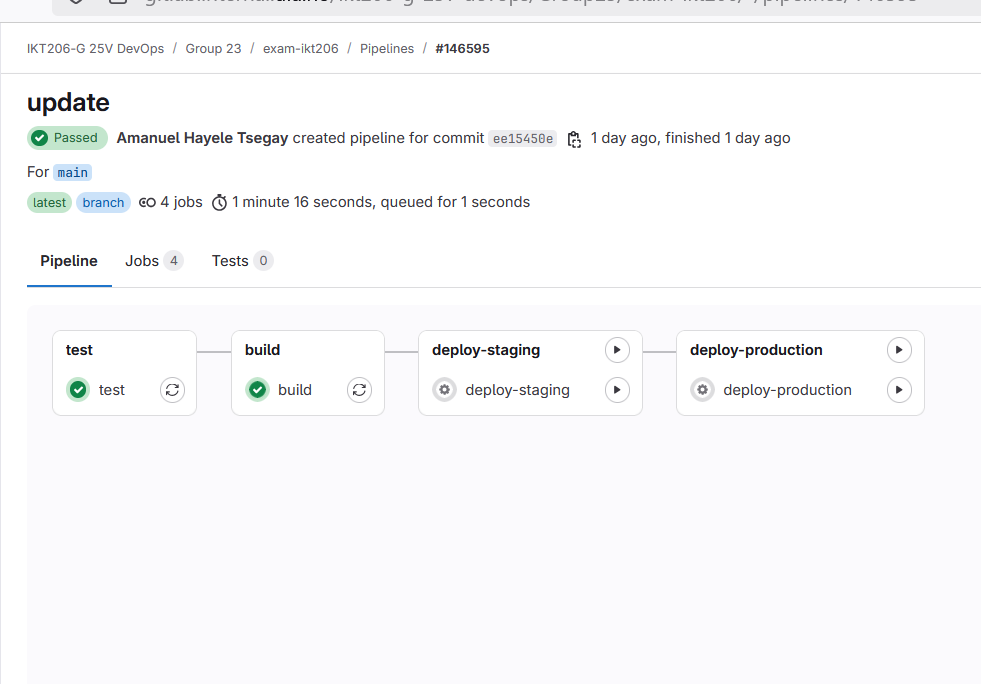 IKT206-G 25V DevOps / Group 23 / exam-ikt206 / Pipelines / #146595
update
Passed Amanuel Hayele Tsegay created pipeline for commit ee15450e 1 day ago, finished 1 day ago
For main
latest branch 4 jobs 1 minute 16 seconds, queued for 1 seconds
Pipeline Jobs 4 Tests 0
test build deploy-staging deploy-production
test build deploy-staging deploy-production